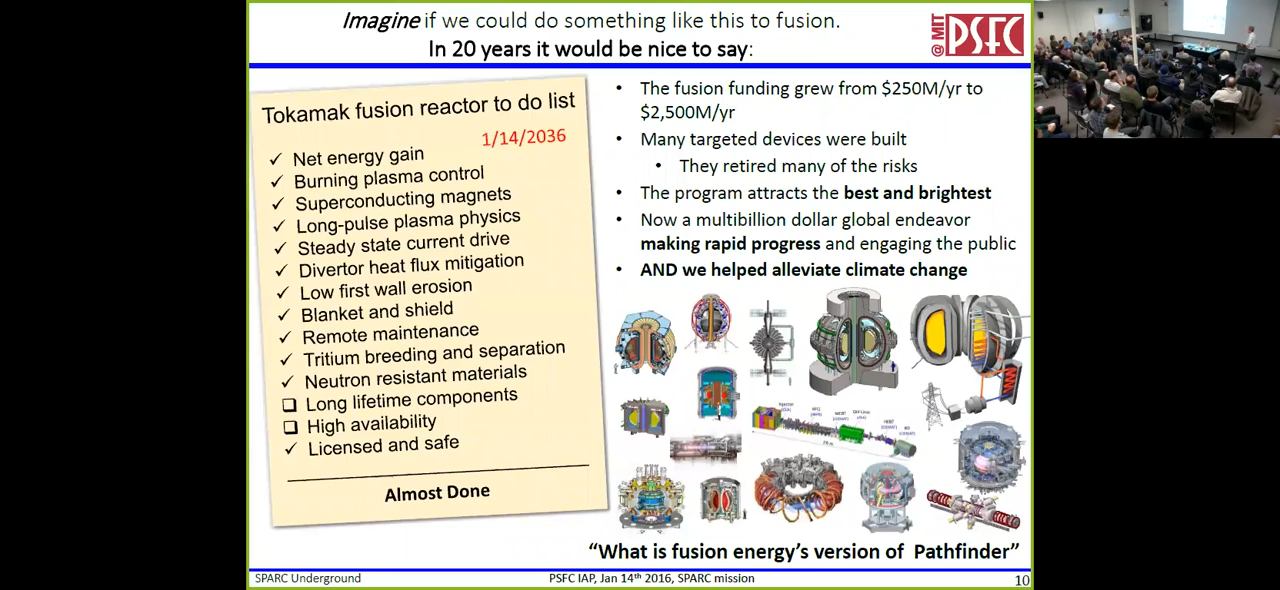 Imagine if we could do something like this to fusion.
In 20 years it would be nice to say:
@ MIT
PSFC
Tokamak fusion reactor to do list
1/14/2036
✓ Net energy gain
✓ Burning plasma control
✓ Superconducting magnets
✓ Long-pulse plasma physics
✓ Steady state current drive
✓ Divertor heat flux mitigation
✓ Low first wall erosion
✓ Blanket and shield
✓ Remote maintenance
✓ Tritium breeding and separation
✓ Neutron resistant materials
❑ Long lifetime components
❑ High availability
✓ Licensed and safe
Almost Done
• The fusion funding grew from $250M/yr to
$2,500M/yr
• Many targeted devices were built
• They retired many of the risks
• The program attracts the best and brightest
• Now a multibillion dollar global endeavor
making rapid progress and engaging the public
• AND we helped alleviate climate change
“What is fusion energy’s version of Pathfinder”
SPARC Underground
PSFC IAP, Jan 14th 2016, SPARC mission
10